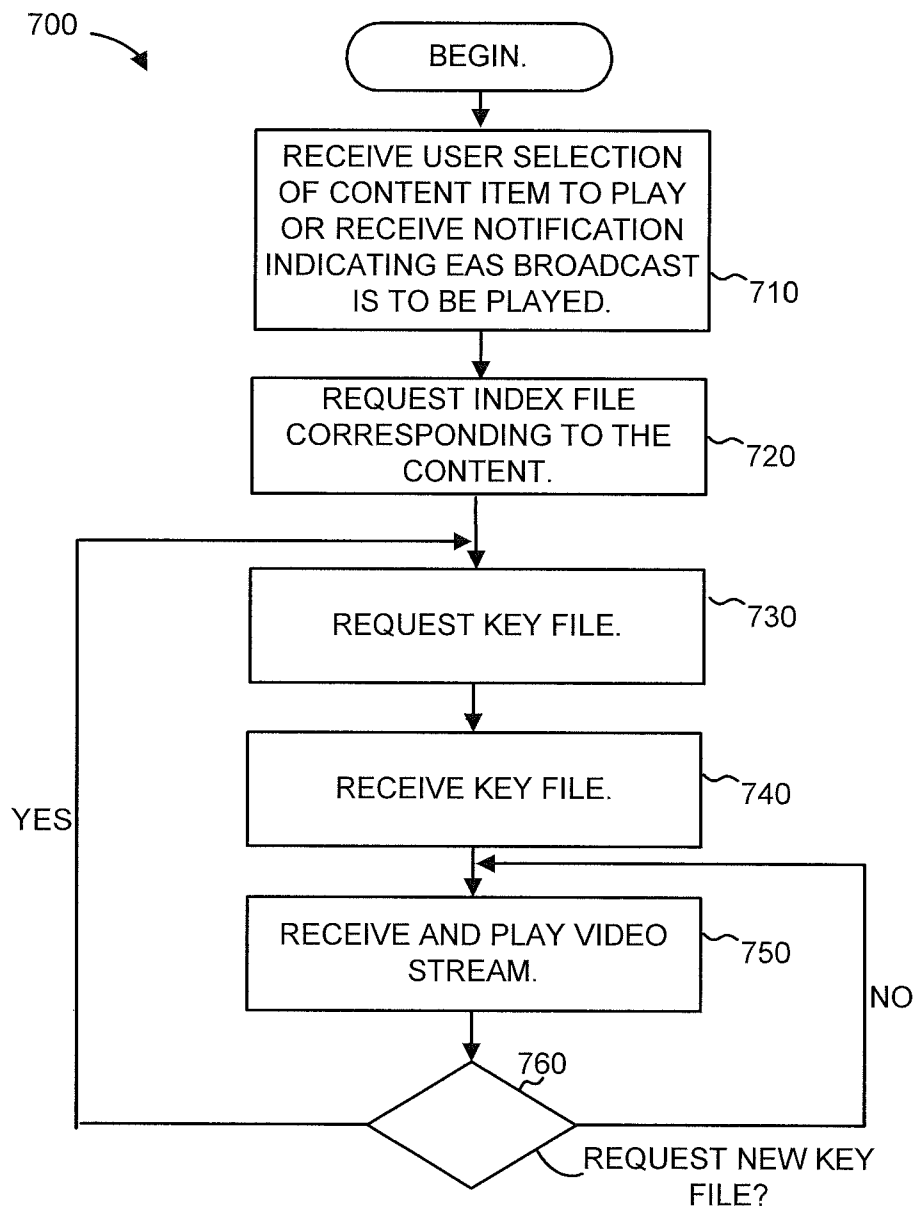 700
BEGIN.
RECEIVE USER SELECTION
OF CONTENT ITEM TO PLAY
OR RECEIVE NOTIFICATION
INDICATING EAS BROADCAST
IS TO BE PLAYED.
710
REQUEST INDEX FILE
CORRESPONDING TO THE
CONTENT.
720
REQUEST KEY FILE.
730
RECEIVE KEY FILE.
740
YES
RECEIVE AND PLAY VIDEO
STREAM.
750
NO
760
REQUEST NEW KEY
FILE?